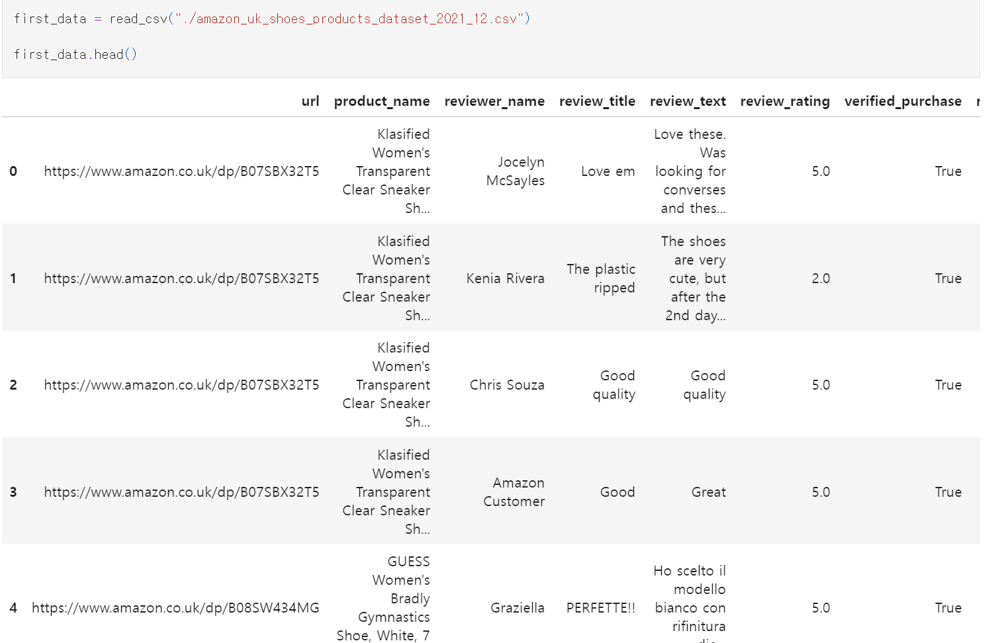 first_data = read_csv("./amazon_uk_shoes_products_dataset_2021_12.csv")
first_data.head()
url product_name reviewer_name review_title review_text review_rating verified_purchase
0 https://www.amazon.co.uk/dp/B07SBX32T5 Klasified Women's Transparent Clear Sneaker Sh... Jocelyn McSayles Love em Love these. Was looking for converses and thes... 5.0 True
1 https://www.amazon.co.uk/dp/B07SBX32T5 Klasified Women's Transparent Clear Sneaker Sh... Kenia Rivera The plastic ripped The shoes are very cute, but after the 2nd day... 2.0 True
2 https://www.amazon.co.uk/dp/B07SBX32T5 Klasified Women's Transparent Clear Sneaker Sh... Chris Souza Good quality Good quality 5.0 True
3 https://www.amazon.co.uk/dp/B07SBX32T5 Klasified Women's Transparent Clear Sneaker Sh... Amazon Customer Good Great 5.0 True
4 https://www.amazon.co.uk/dp/B08SW434MG GUESS Women's Bradly Gymnastics Shoe, White, 7 Graziella PERFETTE!! Ho scelto il modello bianco con rifinitura 5.0 True